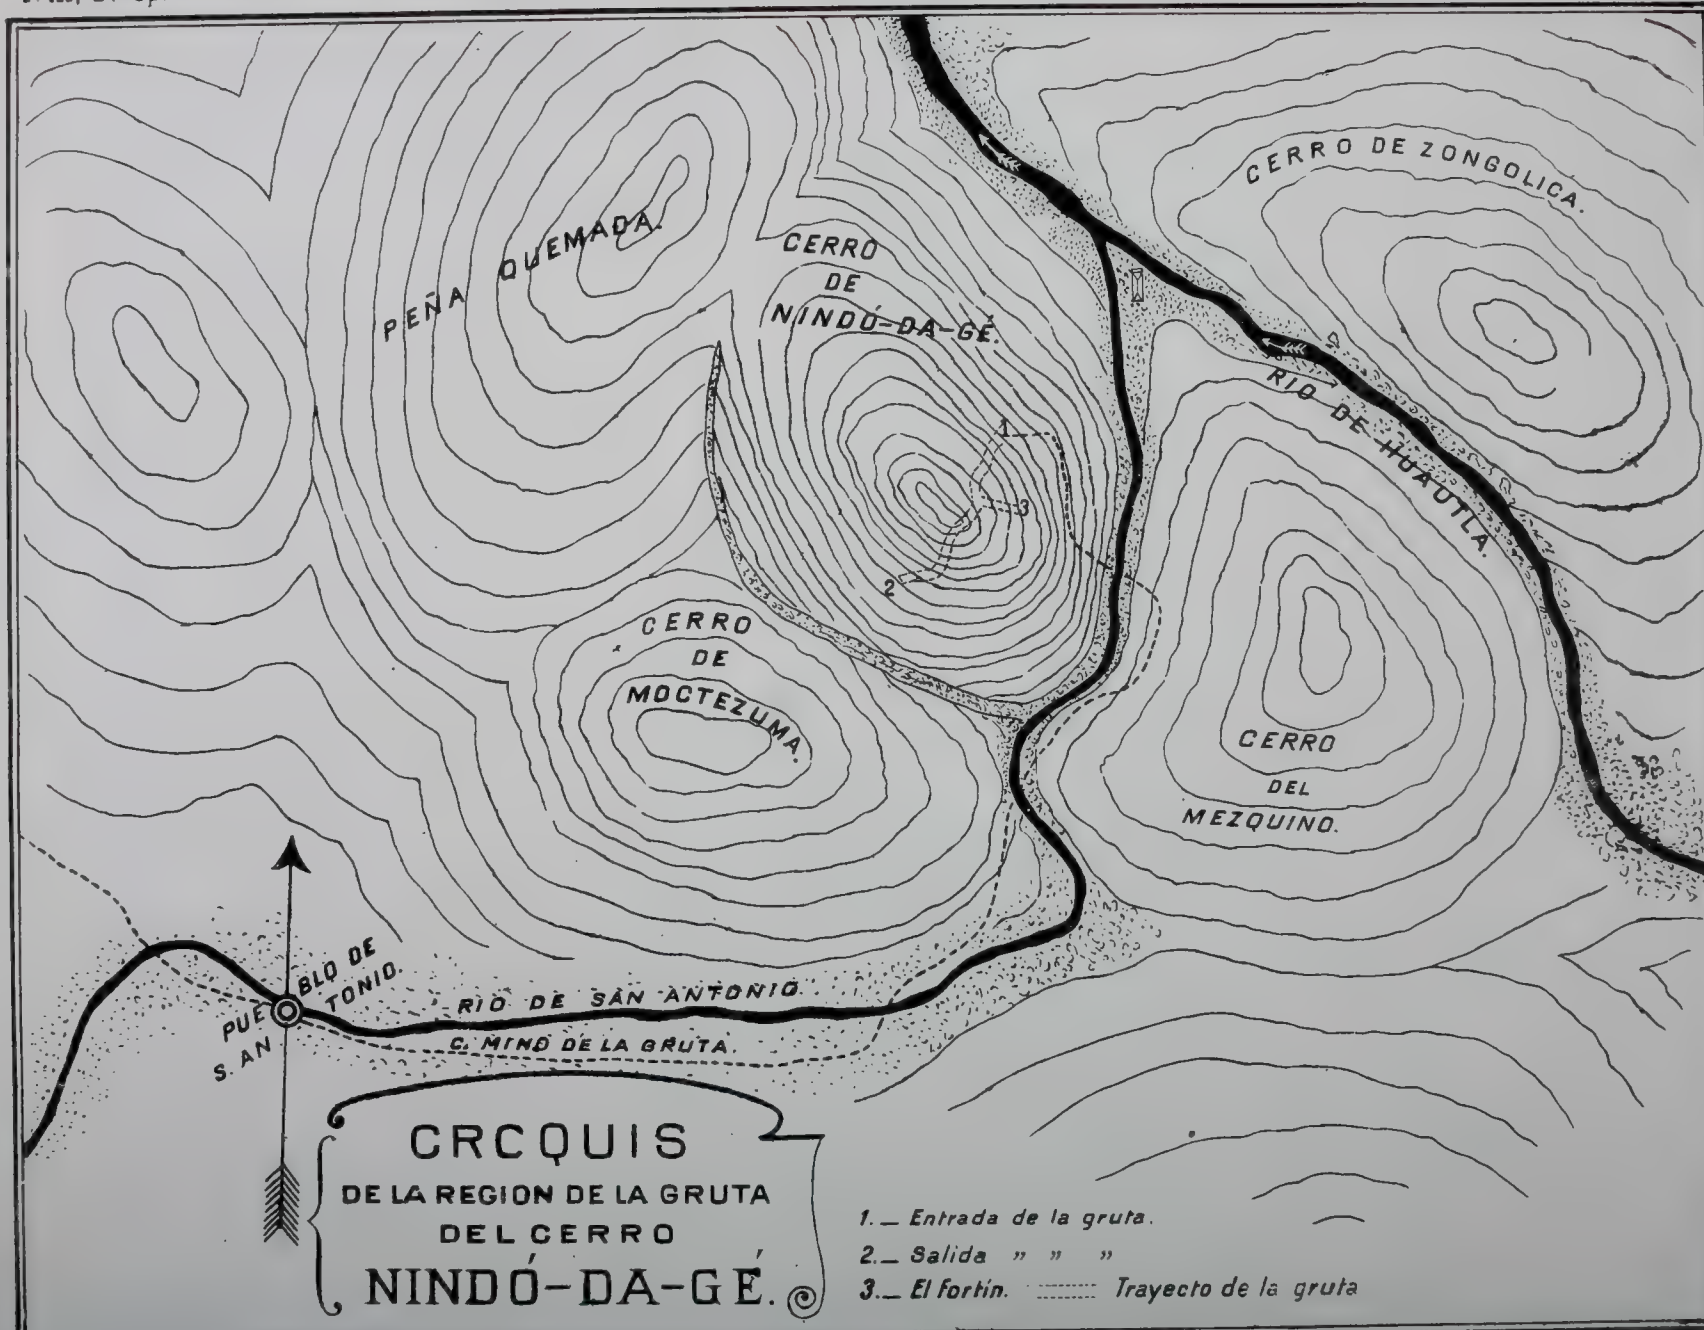 CERRO DE ZONGOLICA.
PEÑA QUEMADA.
CERRO
DE
NINDÓ-DA-GÉ.
RIO DE HUAUTLA.
1
3
2
CERRO
DE
MOCTEZUMA.
CERRO
DEL
MEZQUINO.
PUEBLO DE
S. ANTONIO.
RIO DE SAN ANTONIO
C. MINO DE LA GRUTA.
CRCQUIS
DE LA REGION DE LA GRUTA
DEL CERRO
NINDÓ-DA-GÉ.
1._ Entrada de la gruta.
2._ Salida „ „ „
3._ El Fortín. ::::::::: Trayecto de la gruta